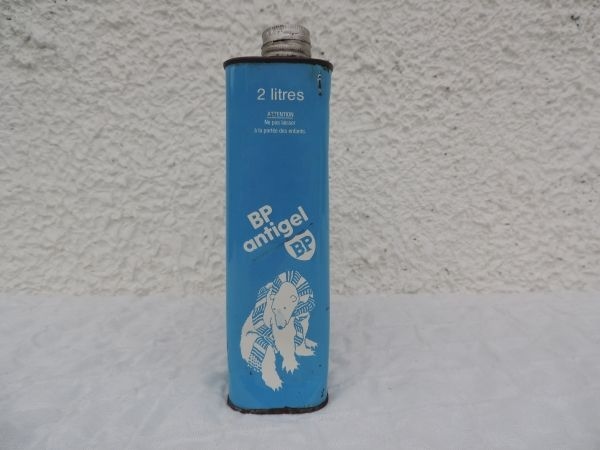 2 litres
ATTENTION
Ne pas laisser
à la portée des enfants.
BP
antigel
BP